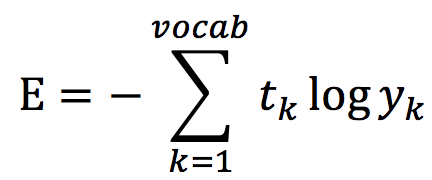 vocab
E = − ∑ t_k log y_k
k=1